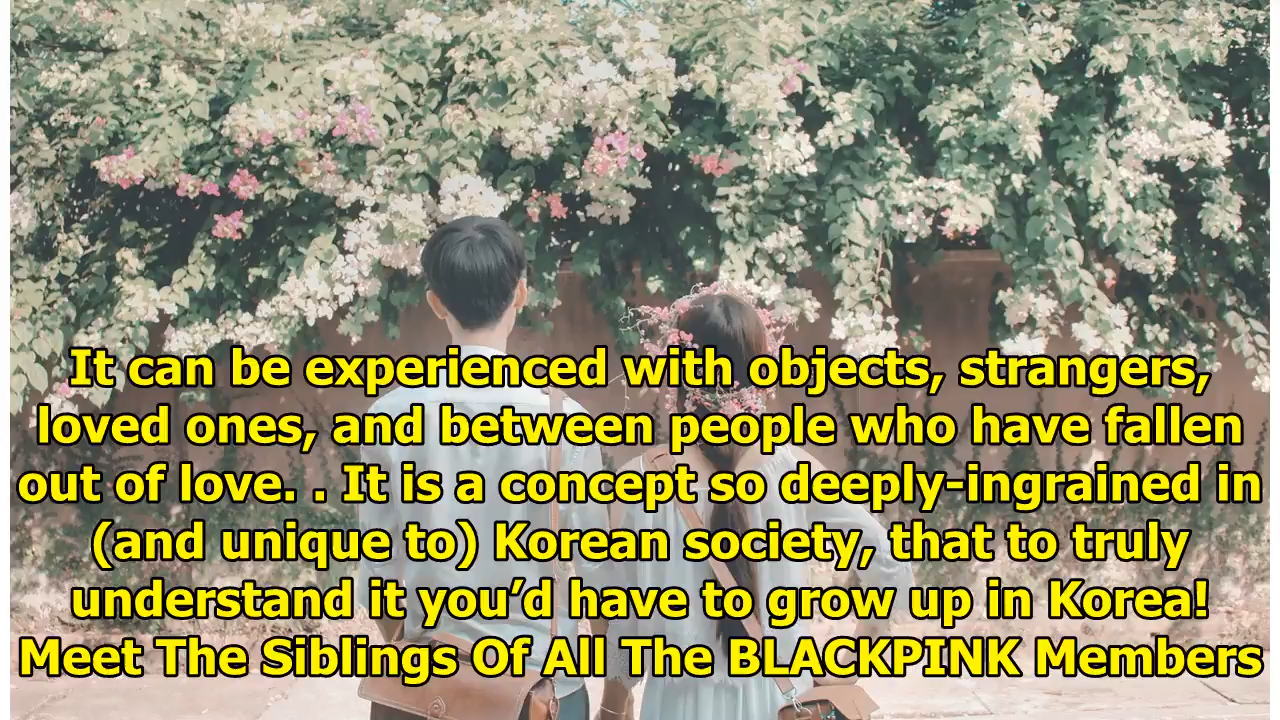 It can be experienced with objects, strangers,
loved ones, and between people who have fallen
out of love. . It is a concept so deeply-ingrained in
(and unique to) Korean society, that to truly
understand it you’d have to grow up in Korea!
Meet The Siblings Of All The BLACKPINK Members